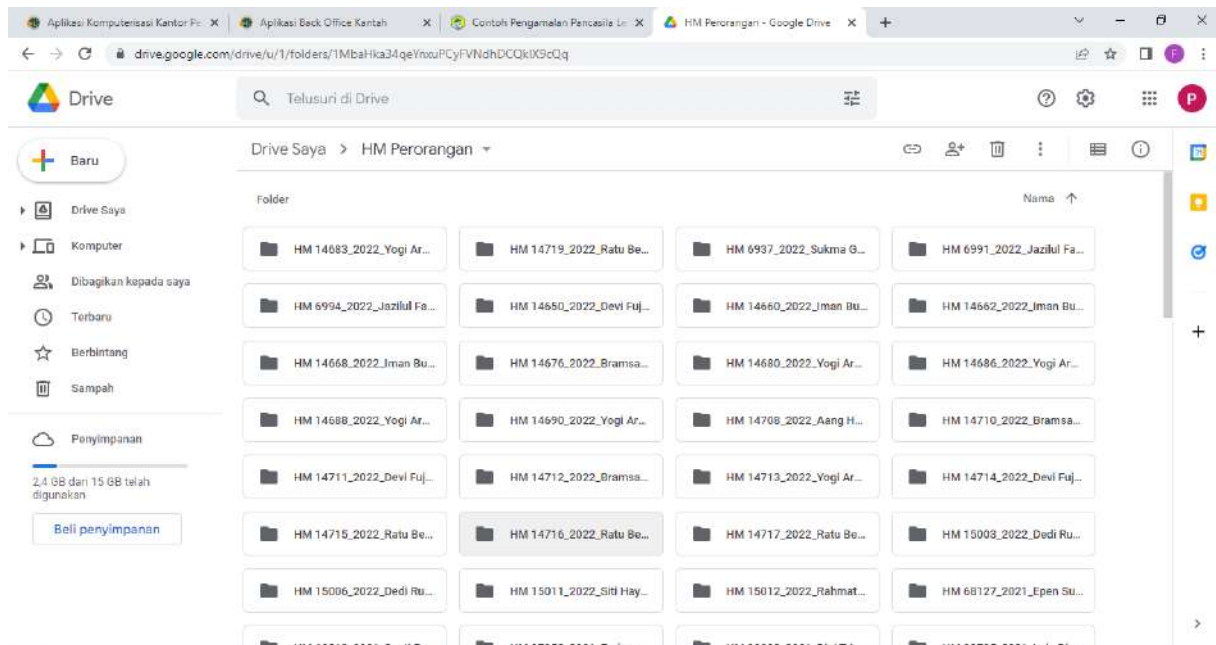 Aplikasi Komputerisasi Kantor Pe
Aplikasi Back Office Kantah
Contoh Pengamalan Pancasila
HM Perorangan - Google Drive
drive.google.com/drive/u/1/folders/
Drive
Telusuri di Drive
P
Baru
Drive Saya > HM Perorangan
Drive Saya
Komputer
Dibagikan kepada saya
Terbaru
Berbintang
Sampah
Penyimpanan
2,4 GB dari 15 GB telah
digunakan
Beli penyimpanan
Folder
Nama
HM 14683_2022_Yogi Ar...
HM 14719_2022_Ratu Be...
HM 6937_2022_Sukma G...
HM 6991_2022_Jazilul Fa...
HM 6994_2022_Jazilul Fa...
HM 14650_2022_Devi Fuj...
HM 14660_2022_Iman Bu...
HM 14662_2022_Iman Bu...
HM 14668_2022_Iman Bu...
HM 14676_2022_Bramsa...
HM 14680_2022_Yogi Ar...
HM 14686_2022_Yogi Ar...
HM 14688_2022_Yogi Ar...
HM 14690_2022_Yogi Ar...
HM 14708_2022_Aang H...
HM 14710_2022_Bramsa...
HM 14711_2022_Devi Fuj...
HM 14712_2022_Bramsa...
HM 14713_2022_Yogi Ar...
HM 14714_2022_Devi Fuj...
HM 14715_2022_Ratu Be...
HM 14716_2022_Ratu Be...
HM 14717_2022_Ratu Be...
HM 15003_2022_Dedi Ru...
HM 15006_2022_Dedi Ru...
HM 15011_2022_Siti Hay...
HM 15012_2022_Rahmat...
HM 68127_2021_Epen Su...